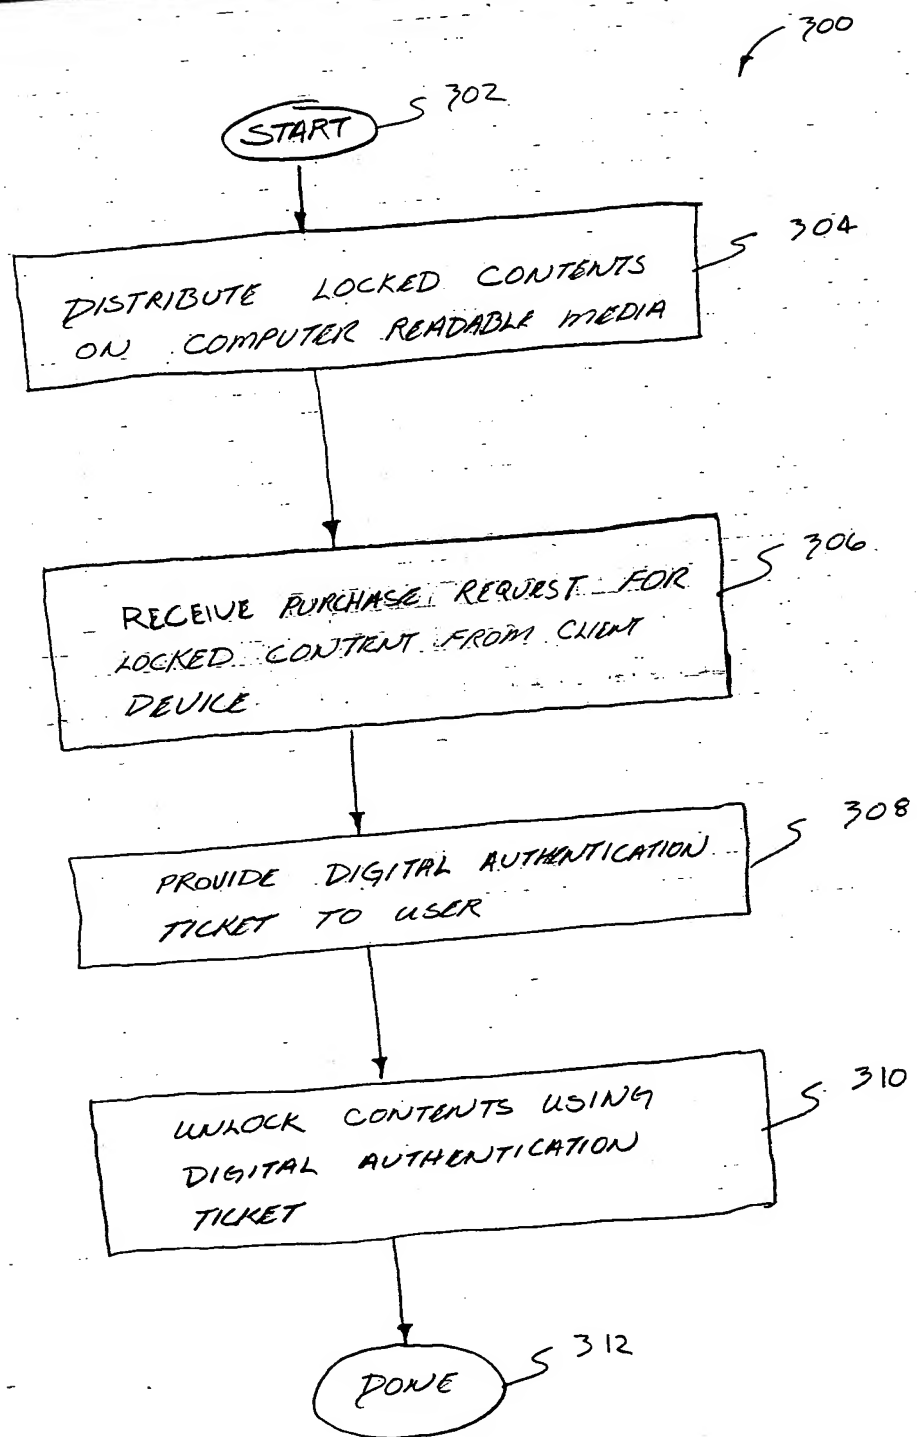 300
START
302
DISTRIBUTE LOCKED CONTENTS
ON COMPUTER READABLE MEDIA
304
RECEIVE PURCHASE REQUEST FOR
LOCKED CONTENT FROM CLIENT
DEVICE
306
PROVIDE DIGITAL AUTHENTICATION
TICKET TO USER
308
UNLOCK CONTENTS USING
DIGITAL AUTHENTICATION
TICKET
310
DONE
312